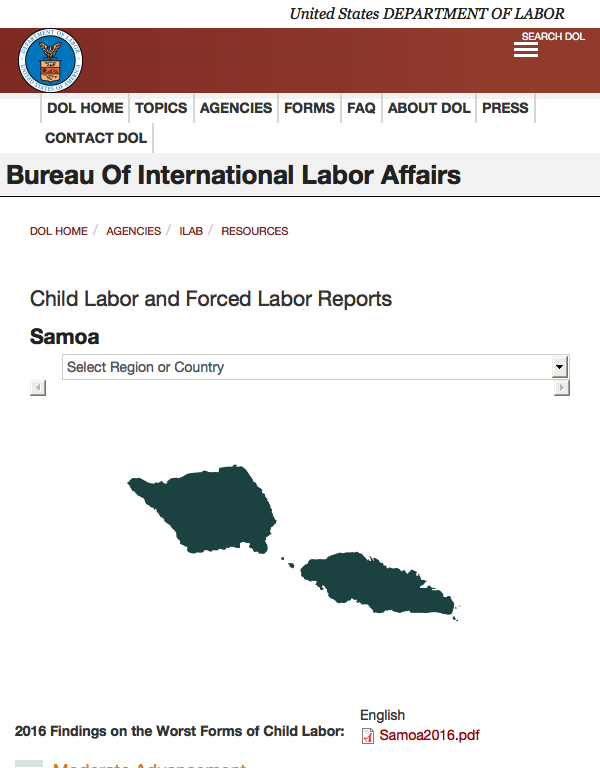 United States DEPARTMENT OF LABOR
SEARCH DOL
DOL HOME TOPICS AGENCIES FORMS FAQ ABOUT DOL PRESS
CONTACT DOL
Bureau Of International Labor Affairs
DOL HOME / AGENCIES / ILAB / RESOURCES
Child Labor and Forced Labor Reports
Samoa
Select Region or Country
English
2016 Findings on the Worst Forms of Child Labor:
Samoa2016.pdf
Moderate Advancement